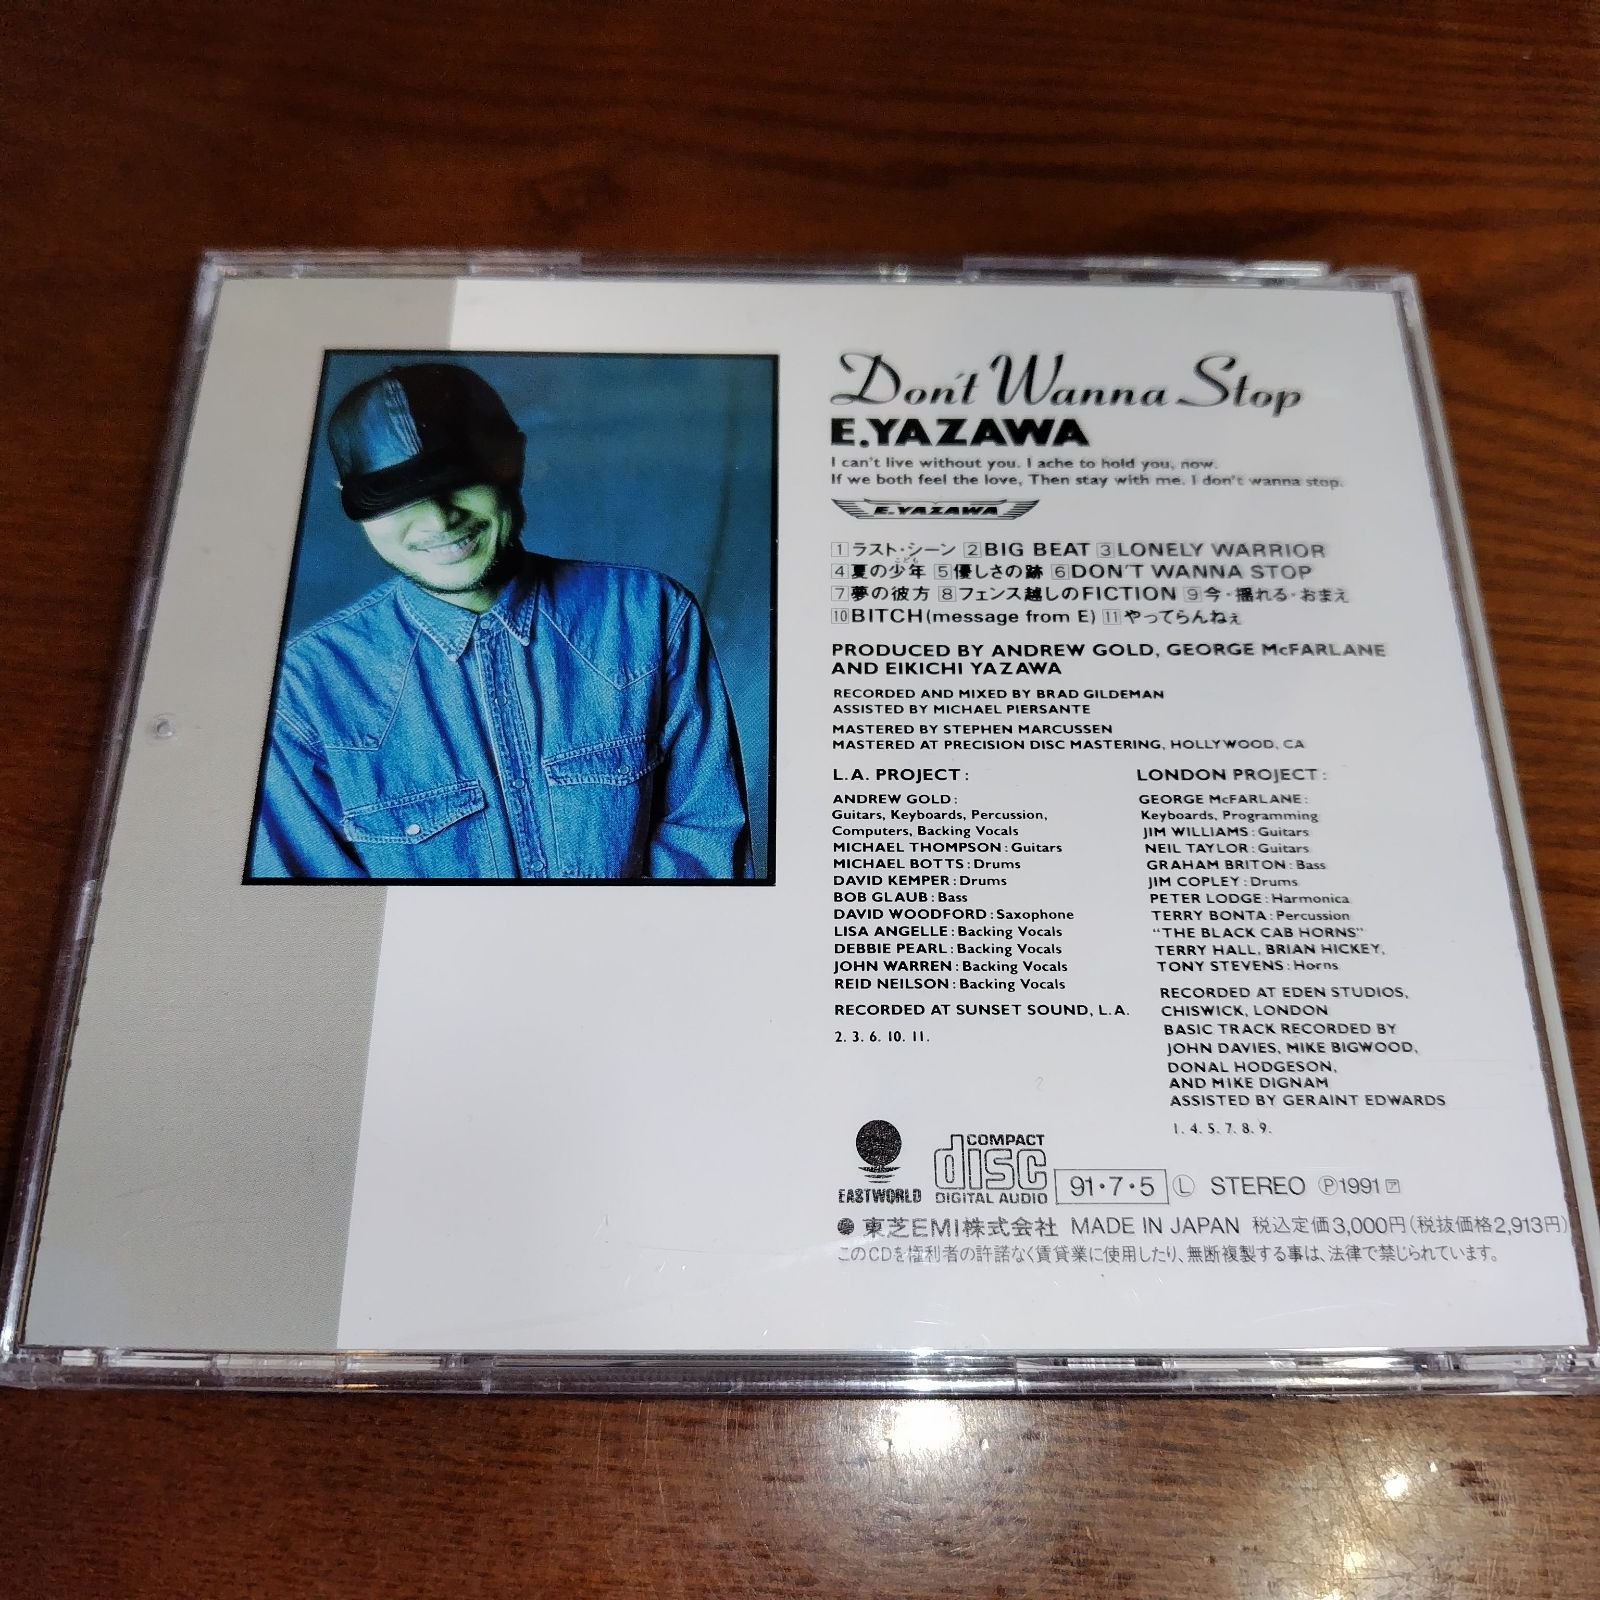 Don't Wanna Stop
E.YAZAWA
I can't live without you. I ache to hold you, now.
If we both feel the love, Then stay with me. I don't wanna stop.
E.YAZAWA
1 ラスト・シーン 2 BIG BEAT 3 LONELY WARRIOR
4 夏の少年 5 優しさの跡 6 DON'T WANNA STOP
7 夢の彼方 8 フェンス越しのFICTION 9 今・揺れる・おまえ
10 BITCH (message from E) 11 やってらんねぇ
PRODUCED BY ANDREW GOLD, GEORGE McFARLANE
AND EIKICHI YAZAWA
RECORDED AND MIXED BY BRAD GILDEMAN
ASSISTED BY MICHAEL PIERSANTE
MASTERED BY STEPHEN MARCUSSEN
MASTERED AT PRECISION DISC MASTERING, HOLLYWOOD, CA
L.A. PROJECT:
ANDREW GOLD:
Guitars, Keyboards, Percussion,
Computers, Backing Vocals
MICHAEL THOMPSON: Guitars
MICHAEL BOTTS: Drums
DAVID KEMPER: Drums
BOB GLAUB: Bass
DAVID WOODFORD: Saxophone
LISA ANGELLE: Backing Vocals
DEBBIE PEARL: Backing Vocals
JOHN WARREN: Backing Vocals
REID NEILSON: Backing Vocals
RECORDED AT SUNSET SOUND, L.A.
2. 3. 6. 10. 11.
LONDON PROJECT:
GEORGE McFARLANE:
Keyboards, Programming
JIM WILLIAMS: Guitars
NEIL TAYLOR: Guitars
GRAHAM BRITON: Bass
JIM COPLEY: Drums
PETER LODGE: Harmonica
TERRY BONTA: Percussion
"THE BLACK CAB HORNS"
TERRY HALL, BRIAN HICKEY,
TONY STEVENS: Horns
RECORDED AT EDEN STUDIOS,
CHISWICK, LONDON
BASIC TRACK RECORDED BY
JOHN DAVIES, MIKE BIGWOOD,
DONAL HODGESON,
AND MIKE DIGNAM
ASSISTED BY GERAINT EDWARDS
1. 4. 5. 7. 8. 9.
EASTWORLD
COMPACT
disc
DIGITAL AUDIO
91・7・5 Ⓛ STEREO Ⓟ1991
東芝EMI株式会社 MADE IN JAPAN 税込定価3,000円(税抜価格2,913円)
このCDを権利者の許諾なく賃貸業に使用したり、無断複製する事は、法律で禁じられています。